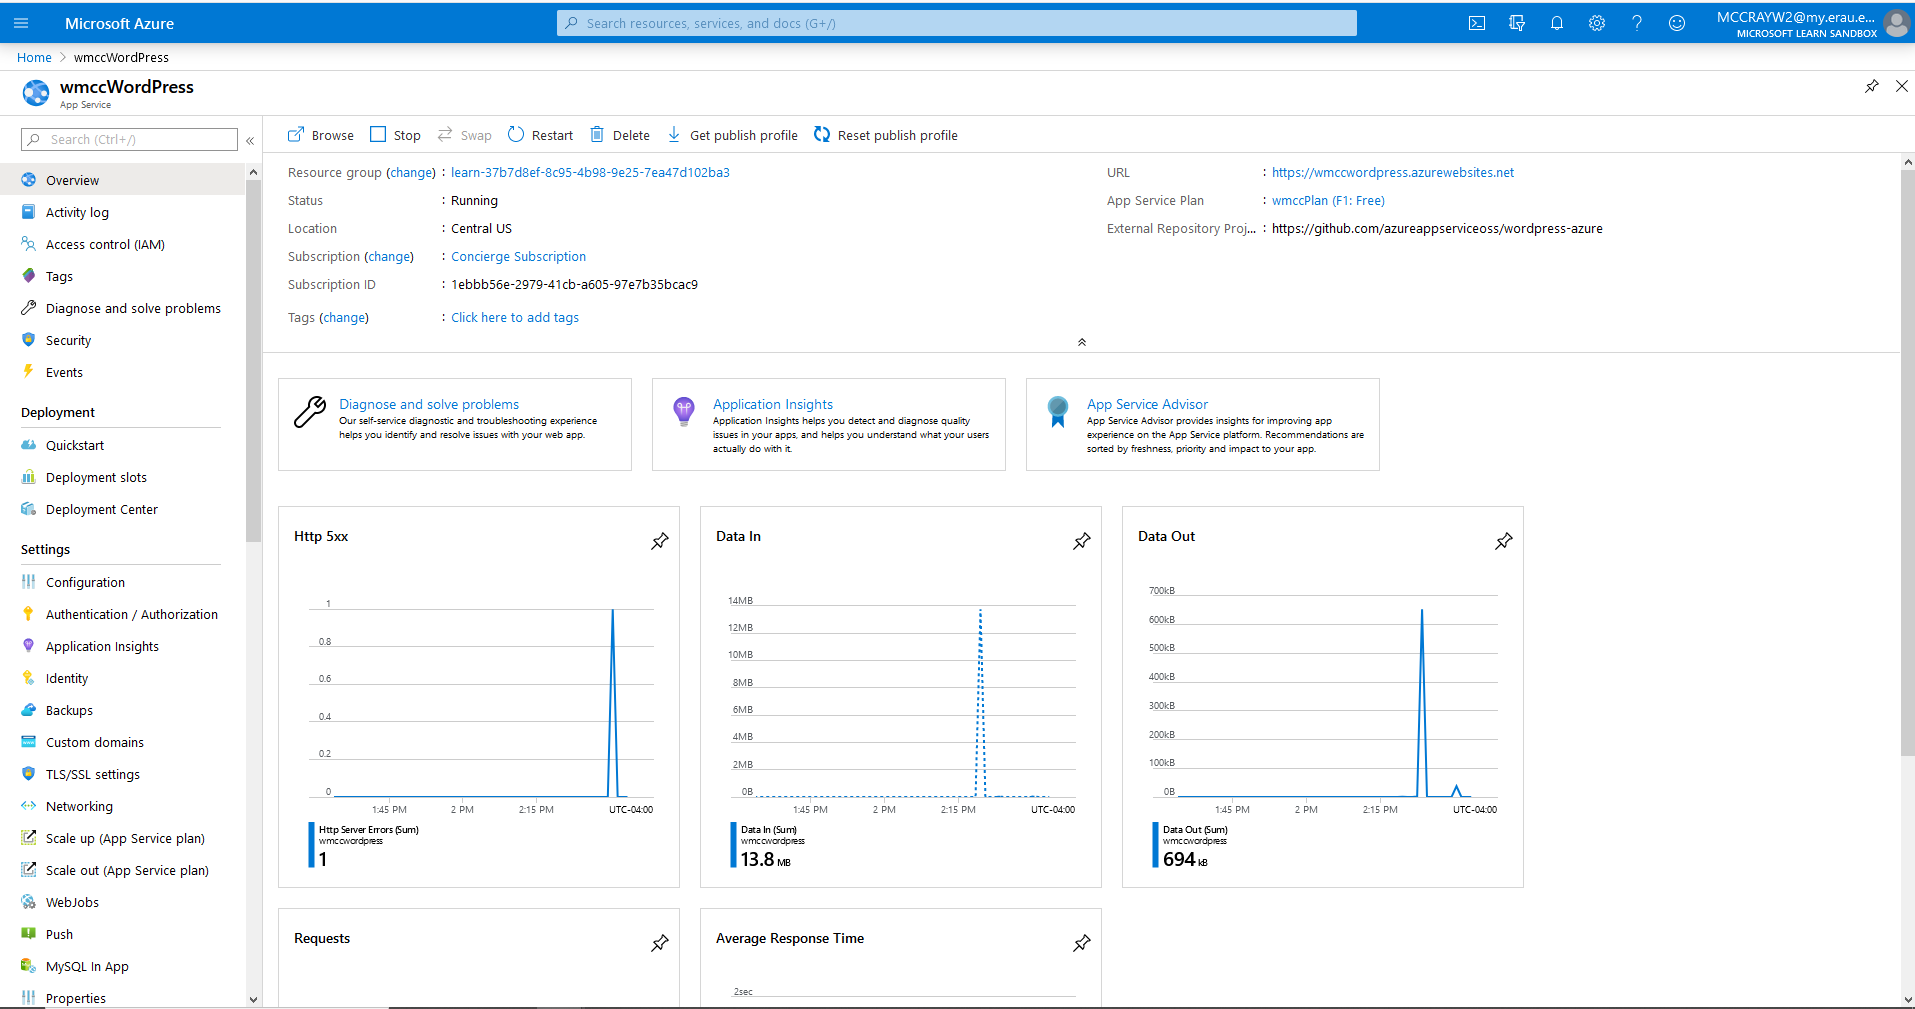 Microsoft Azure
Search resources, services, and docs (G+/)
MCCRAYW2@my.erau.e...
MICROSOFT LEARN SANDBOX
Home > wmccWordPress
wmccWordPress
App Service
Search (Ctrl+/)
«
Overview
Activity log
Access control (IAM)
Tags
Diagnose and solve problems
Security
Events
Deployment
Quickstart
Deployment slots
Deployment Center
Settings
Configuration
Authentication / Authorization
Application Insights
Identity
Backups
Custom domains
TLS/SSL settings
Networking
Scale up (App Service plan)
Scale out (App Service plan)
WebJobs
Push
MySQL In App
Properties
Browse Stop Swap Restart Delete Get publish profile Reset publish profile
Resource group (change) : learn-37b7d8ef-8c95-4b98-9e25-7ea47d102ba3
Status : Running
Location : Central US
Subscription (change) : Concierge Subscription
Subscription ID : 1ebbb56e-2979-41cb-a605-97e7b35bcac9
Tags (change) : Click here to add tags
URL : https://wmccwordpress.azurewebsites.net
App Service Plan : wmccPlan (F1: Free)
External Repository Proj... : https://github.com/azureappserviceoss/wordpress-azure
Diagnose and solve problems
Our self-service diagnostic and troubleshooting experience
helps you identify and resolve issues with your web app.
Application Insights
Application Insights helps you detect and diagnose quality
issues in your apps, and helps you understand what your users
actually do with it.
App Service Advisor
App Service Advisor provides insights for improving app
experience on the App Service platform. Recommendations are
sorted by freshness, priority and impact to your app.
Http 5xx
1
0.8
0.6
0.4
0.2
0
1:45 PM 2 PM 2:15 PM UTC-04:00
Http Server Errors (Sum)
wmccwordpress
1
Data In
14MB
12MB
10MB
8MB
6MB
4MB
2MB
0B
1:45 PM 2 PM 2:15 PM UTC-04:00
Data In (Sum)
wmccwordpress
13.8 MB
Data Out
700kB
600kB
500kB
400kB
300kB
200kB
100kB
0B
1:45 PM 2 PM 2:15 PM UTC-04:00
Data Out (Sum)
wmccwordpress
694 kB
Requests
Average Response Time
2sec